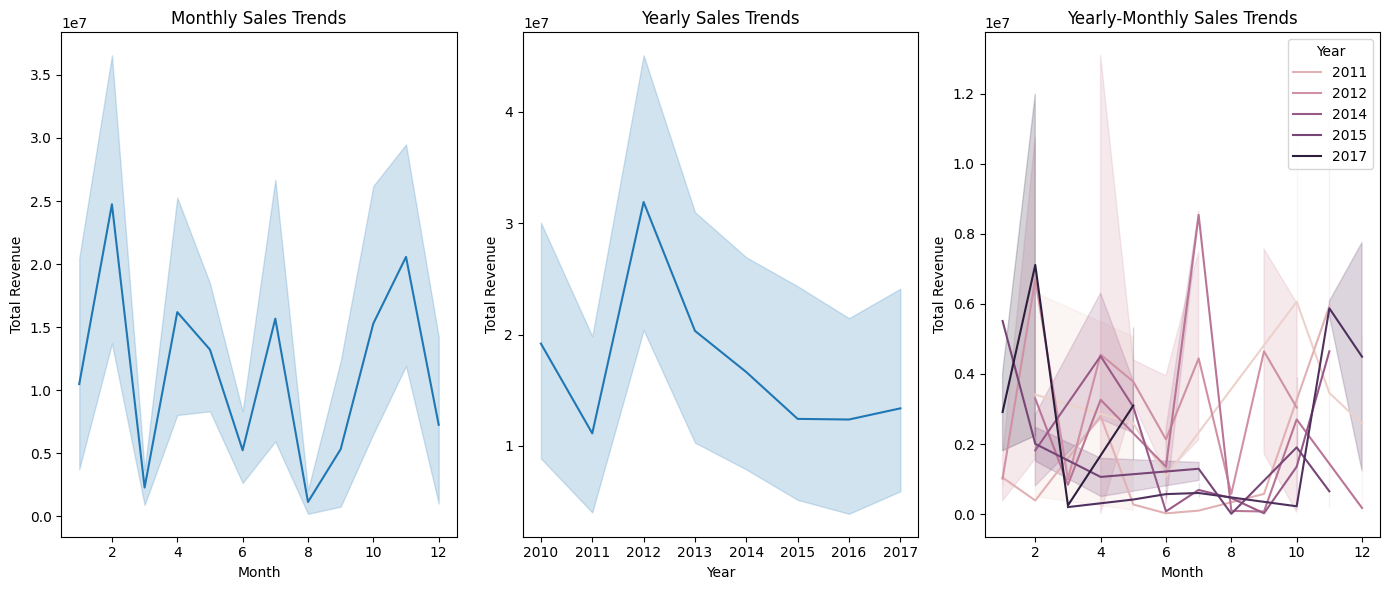 Monthly Sales Trends
1e7
Total Revenue
3.5
3.0
2.5
2.0
1.5
1.0
0.5
0.0
2 4 6 8 10 12
Month
Yearly Sales Trends
1e7
Total Revenue
4
3
2
1
2010 2011 2012 2013 2014 2015 2016 2017
Year
Yearly-Monthly Sales Trends
1e7
Total Revenue
1.2
1.0
0.8
0.6
0.4
0.2
0.0
2 4 6 8 10 12
Month
Year
2011
2012
2014
2015
2017